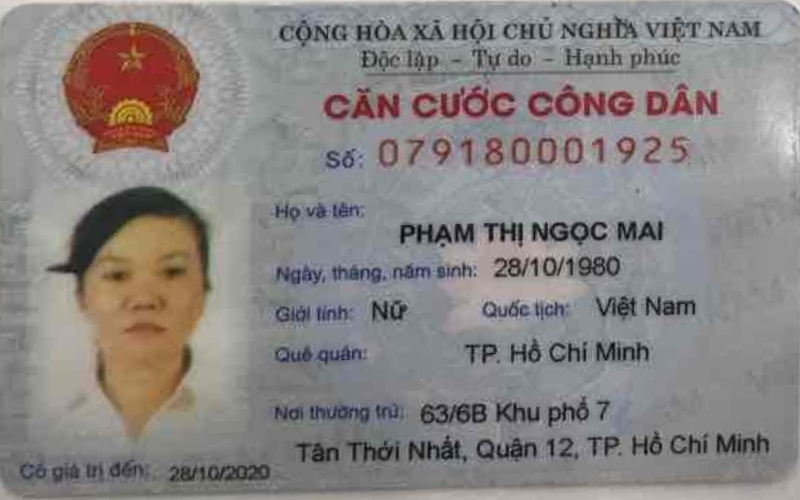 CỘNG HÒA XÃ HỘI CHỦ NGHĨA VIỆT NAM
Độc lập - Tự do - Hạnh phúc
CĂN CƯỚC CÔNG DÂN
Số: 079180001925
Họ và tên:
PHẠM THỊ NGỌC MAI
Ngày, tháng, năm sinh: 28/10/1980
Giới tính: Nữ Quốc tịch: Việt Nam
Quê quán: TP. Hồ Chí Minh
Nơi thường trú: 63/6B Khu phố 7
Tân Thới Nhất, Quận 12, TP. Hồ Chí Minh
Có giá trị đến: 28/10/2020